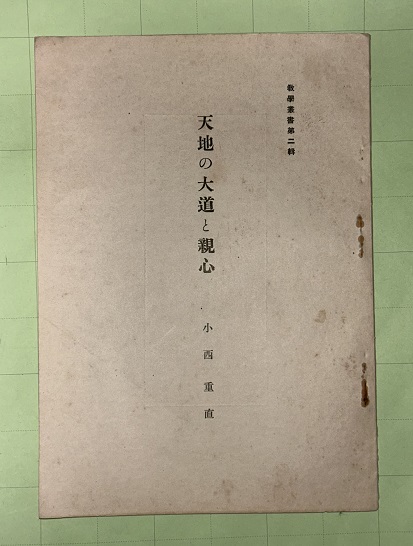 教學叢書第二輯
天地の大道と親心
小西重直